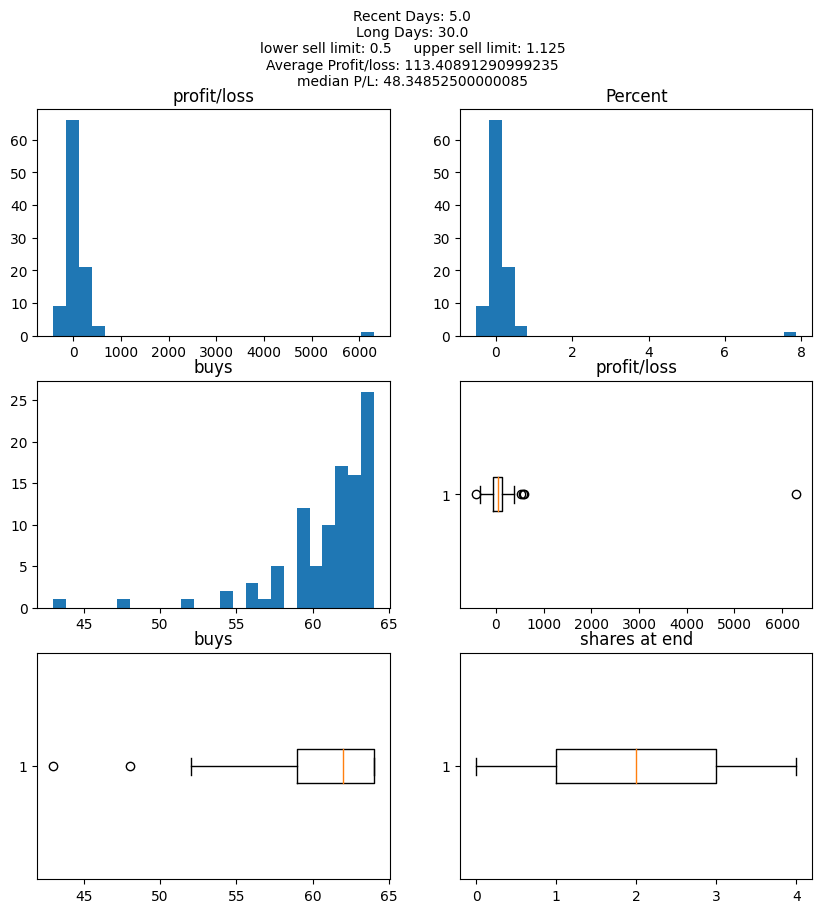 Recent Days: 5.0
Long Days: 30.0
lower sell limit: 0.5     upper sell limit: 1.125
Average Profit/loss: 113.40891290999235
median P/L: 48.34852500000085
profit/loss
60
50
40
30
20
10
0
0 1000 2000 3000 4000 5000 6000
Percent
60
50
40
30
20
10
0
0 2 4 6 8
buys
25
20
15
10
5
0
45 50 55 60 65
profit/loss
1
0 1000 2000 3000 4000 5000 6000
buys
1
45 50 55 60 65
shares at end
1
0 1 2 3 4